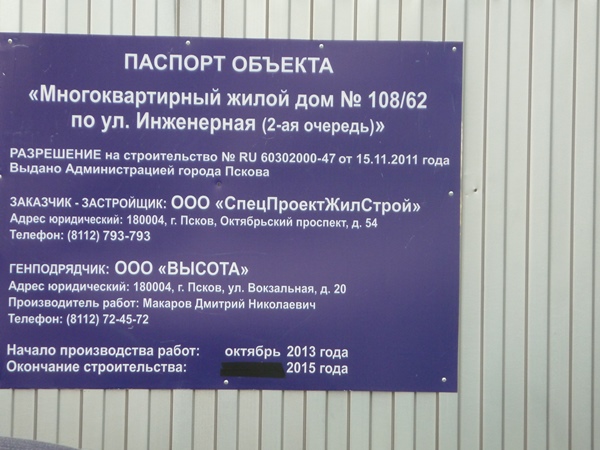 ПАСПОРТ ОБЪЕКТА
«Многоквартирный жилой дом № 108/62
по ул. Инженерная (2-ая очередь)»
РАЗРЕШЕНИЕ на строительство № RU 60302000-47 от 15.11.2011 года
Выдано Администрацией города Пскова
ЗАКАЗЧИК - ЗАСТРОЙЩИК: ООО «СпецПроектЖилСтрой»
Адрес юридический: 180004, г. Псков, Октябрьский проспект, д. 54
Телефон: (8112) 793-793
ГЕНПОДРЯДЧИК: ООО «ВЫСОТА»
Адрес юридический: 180004, г. Псков, ул. Вокзальная, д. 20
Производитель работ: Макаров Дмитрий Николаевич
Телефон: (8112) 72-45-72
Начало производства работ: октябрь 2013 года
Окончание строительства: 2015 года